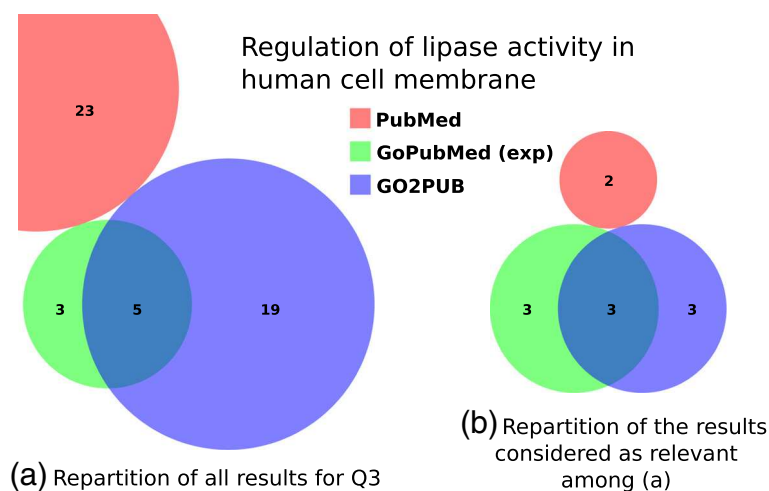 Regulation of lipase activity in
human cell membrane
PubMed
GoPubMed (exp)
GO2PUB
23
3
5
19
(a) Repartition of all results for Q3
2
3
3
3
(b) Repartition of the results
considered as relevant
among (a)